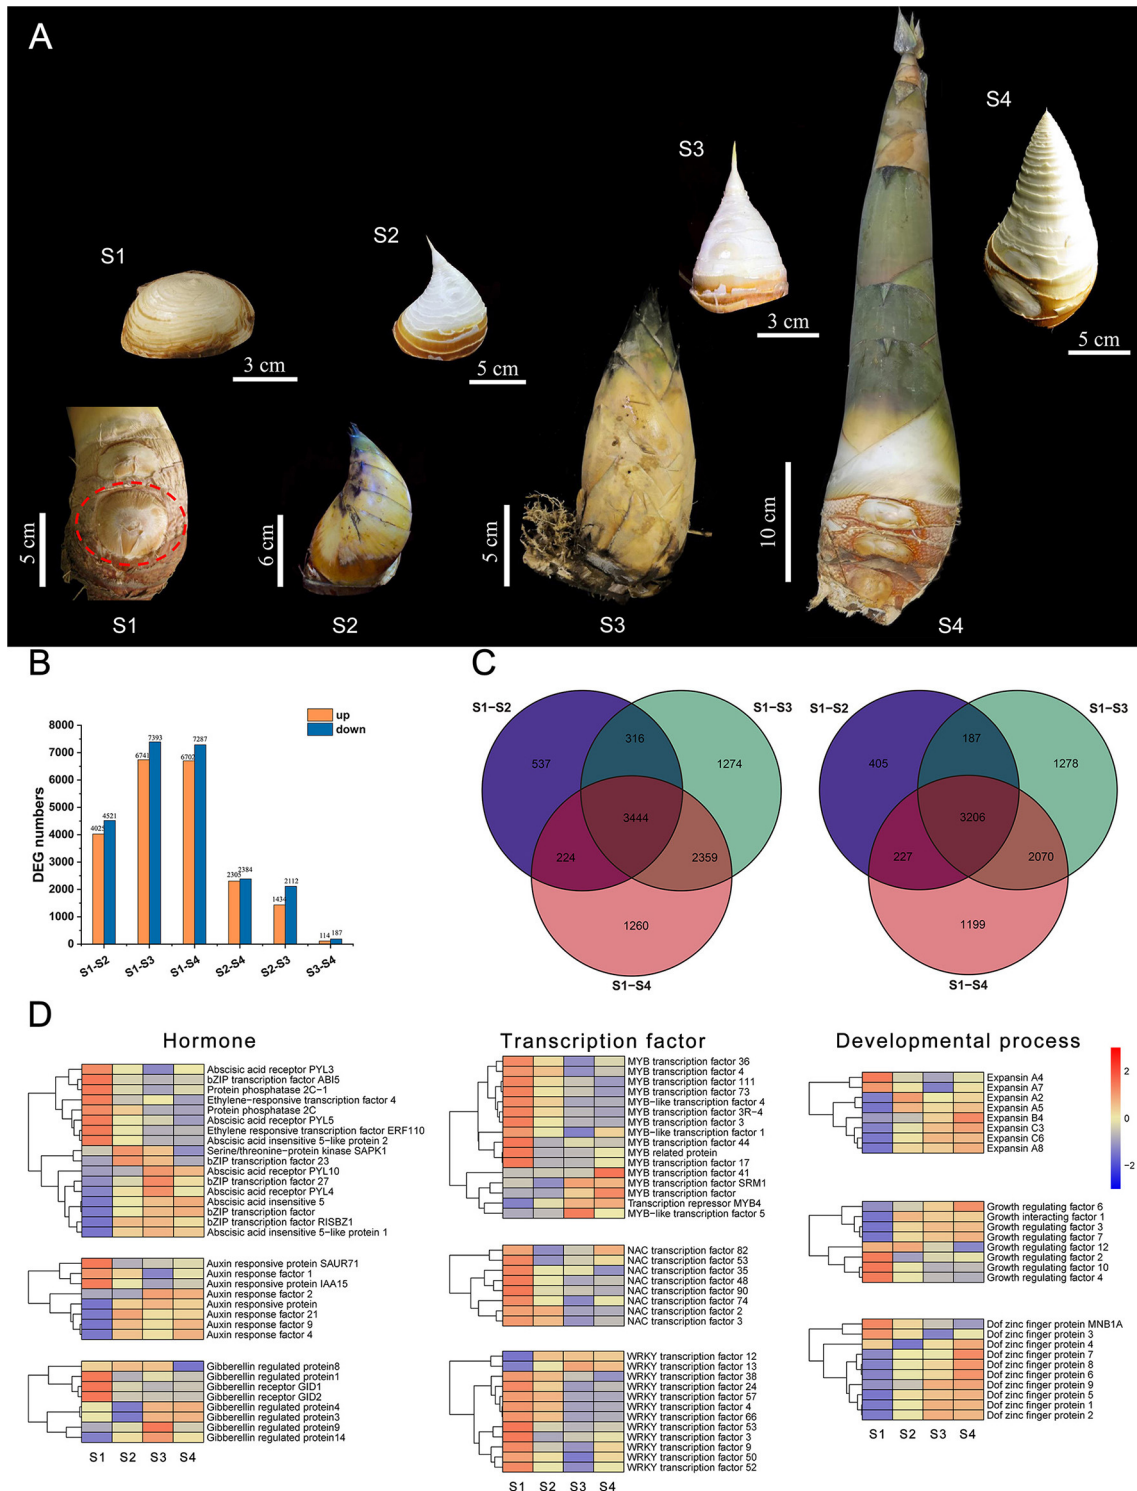 A
S1
S2
S3
S4
3 cm
5 cm
3 cm
5 cm
5 cm
6 cm
5 cm
10 cm
S1
S2
S3
S4
B
up
down
DEG numbers
8000
7000
6000
5000
4000
3000
2000
1000
0
4025
4521
6741
7393
6702
7287
2305
2384
1434
2112
114
187
S1-S2
S1-S3
S1-S4
S2-S4
S2-S3
S3-S4
C
S1−S2
S1−S3
S1−S4
537
316
1274
3444
224
2359
1260
S1−S2
S1−S3
S1−S4
405
187
1278
3206
227
2070
1199
D
Hormone
Abscisic acid receptor PYL3
bZIP transcription factor ABI5
Protein phosphatase 2C-1
Ethylene-responsive transcription factor 4
Protein phosphatase 2C
Abscisic acid receptor PYL5
Ethylene responsive transcription factor ERF110
Abscisic acid insensitive 5-like protein 2
Serine/threonine-protein kinase SAPK1
bZIP transcription factor 23
Abscisic acid receptor PYL10
bZIP transcription factor 27
Abscisic acid receptor PYL4
Abscisic acid insensitive 5
bZIP transcription factor
bZIP transcription factor RISBZ1
Abscisic acid insensitive 5-like protein 1
Auxin responsive protein SAUR71
Auxin response factor 1
Auxin responsive protein IAA15
Auxin response factor 2
Auxin responsive protein
Auxin response factor 21
Auxin response factor 9
Auxin response factor 4
Gibberellin regulated protein8
Gibberellin regulated protein1
Gibberellin receptor GID1
Gibberellin receptor GID2
Gibberellin regulated protein4
Gibberellin regulated protein3
Gibberellin regulated protein9
Gibberellin regulated protein14
S1 S2 S3 S4
Transcription factor
MYB transcription factor 36
MYB transcription factor 4
MYB transcription factor 111
MYB transcription factor 73
MYB−like transcription factor 4
MYB transcription factor 3R−4
MYB transcription factor 3
MYB−like transcription factor 1
MYB transcription factor 44
MYB related protein
MYB transcription factor 17
MYB transcription factor 41
MYB transcription factor SRM1
MYB transcription factor
Transcription repressor MYB4
MYB−like transcription factor 5
NAC transcription factor 82
NAC transcription factor 53
NAC transcription factor 35
NAC transcription factor 48
NAC transcription factor 90
NAC transcription factor 74
NAC transcription factor 2
NAC transcription factor 3
WRKY transcription factor 12
WRKY transcription factor 13
WRKY transcription factor 38
WRKY transcription factor 24
WRKY transcription factor 57
WRKY transcription factor 4
WRKY transcription factor 66
WRKY transcription factor 53
WRKY transcription factor 3
WRKY transcription factor 9
WRKY transcription factor 50
WRKY transcription factor 52
S1 S2 S3 S4
Developmental process
Expansin A4
Expansin A7
Expansin A2
Expansin A5
Expansin B4
Expansin C3
Expansin C6
Expansin A8
Growth regulating factor 6
Growth interacting factor 1
Growth regulating factor 3
Growth regulating factor 7
Growth regulating factor 12
Growth regulating factor 2
Growth regulating factor 10
Growth regulating factor 4
Dof zinc finger protein MNB1A
Dof zinc finger protein 3
Dof zinc finger protein 4
Dof zinc finger protein 7
Dof zinc finger protein 8
Dof zinc finger protein 6
Dof zinc finger protein 9
Dof zinc finger protein 5
Dof zinc finger protein 1
Dof zinc finger protein 2
S1 S2 S3 S4
2
0
−2